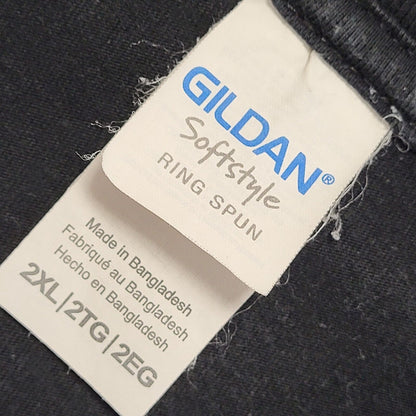 GILDAN®
Softstyle
RING SPUN
Made in Bangladesh
Fabriqué au Bangladesh
Hecho en Bangladesh
2XL|2TG|2EG